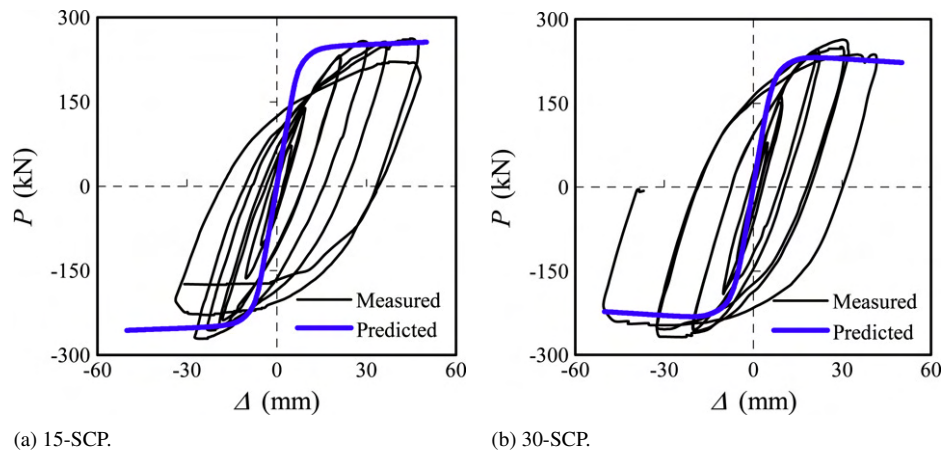 300
150
0
-150
-300
P (kN)
Measured
Predicted
-60 -30 0 30 60
Δ (mm)
(a) 15-SCP.
300
150
0
-150
-300
P (kN)
Measured
Predicted
-60 -30 0 30 60
Δ (mm)
(b) 30-SCP.